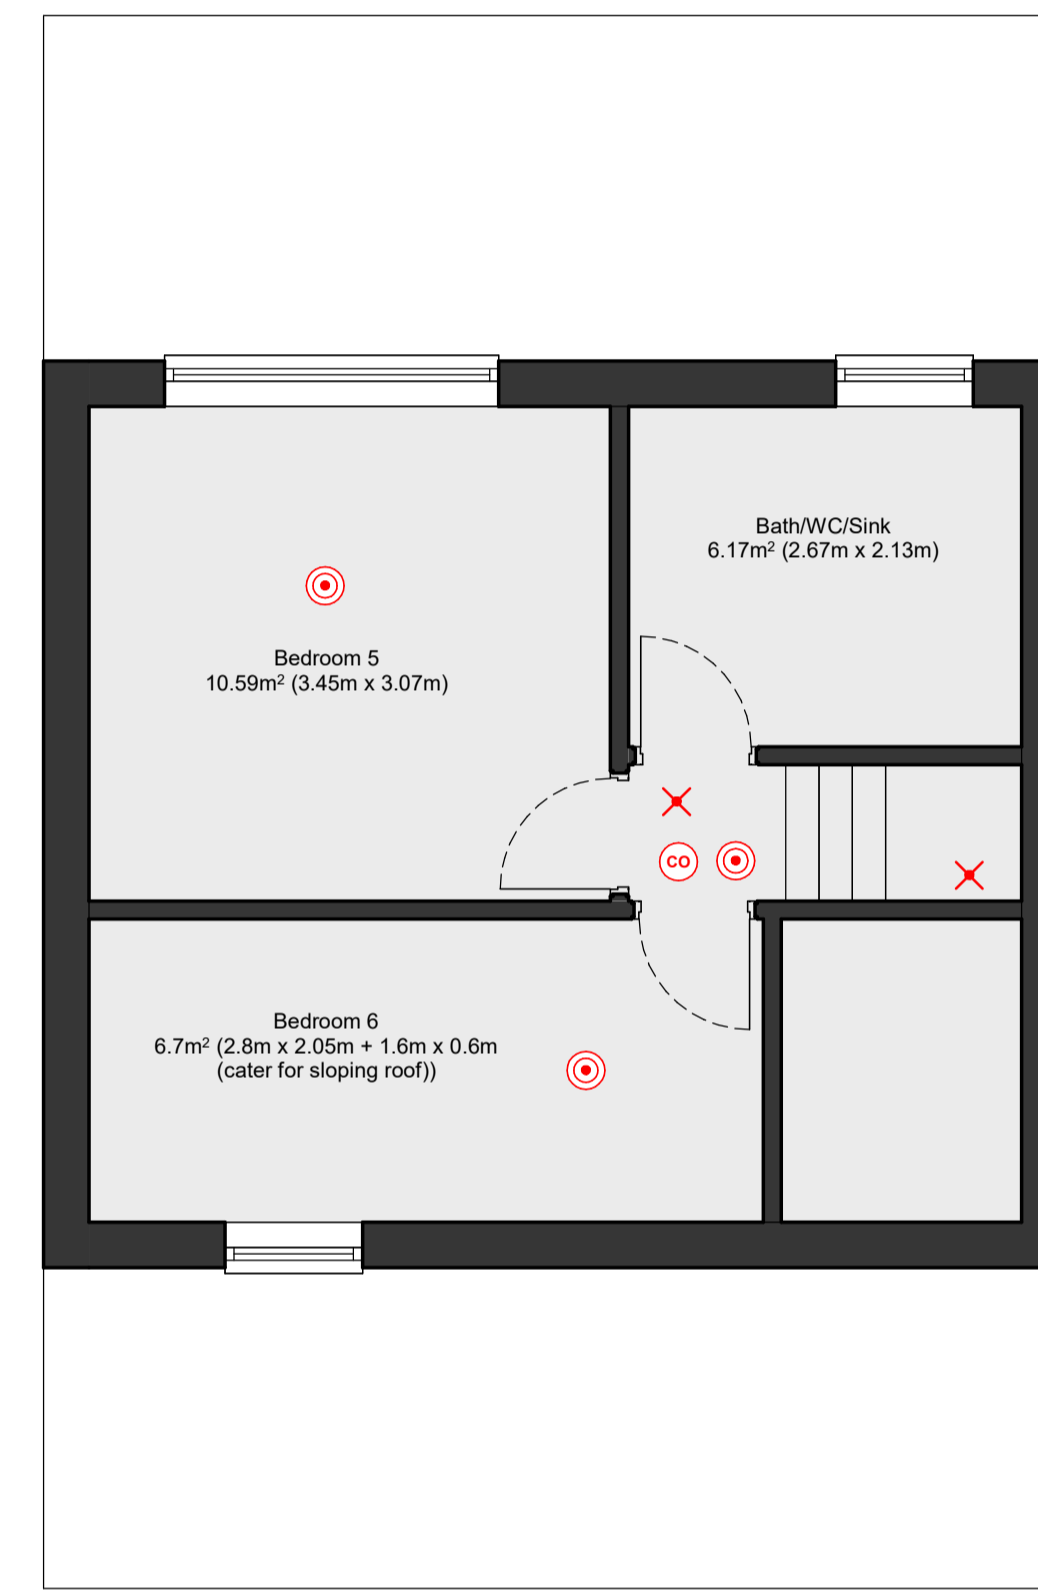 Bath/WC/Sink
6.17m² (2.67m x 2.13m)
Bedroom 5
10.59m² (3.45m x 3.07m)
CO
Bedroom 6
6.7m² (2.8m x 2.05m + 1.6m x 0.6m
(cater for sloping roof))